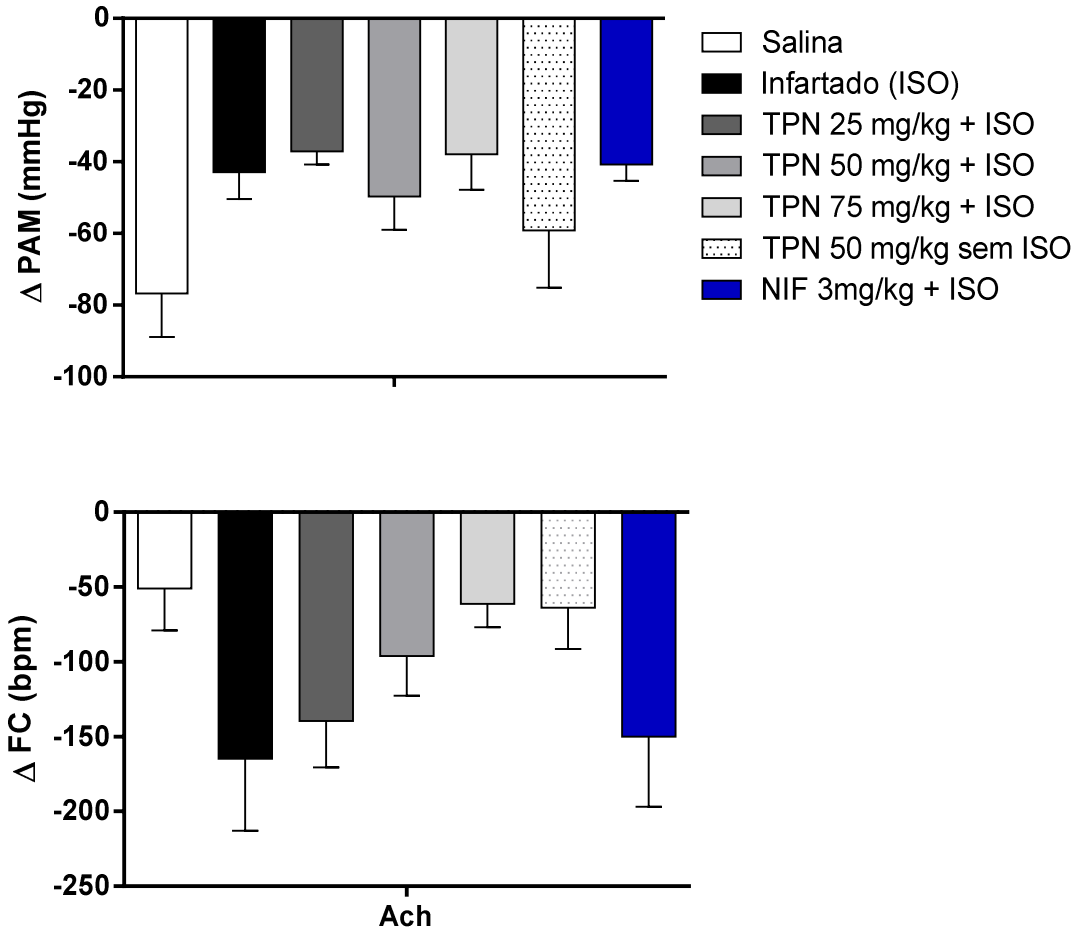 0
-20
-40
-60
-80
-100
Δ PAM (mmHg)
Salina
Infartado (ISO)
TPN 25 mg/kg + ISO
TPN 50 mg/kg + ISO
TPN 75 mg/kg + ISO
TPN 50 mg/kg sem ISO
NIF 3mg/kg + ISO
0
-50
-100
-150
-200
-250
Δ FC (bpm)
Ach